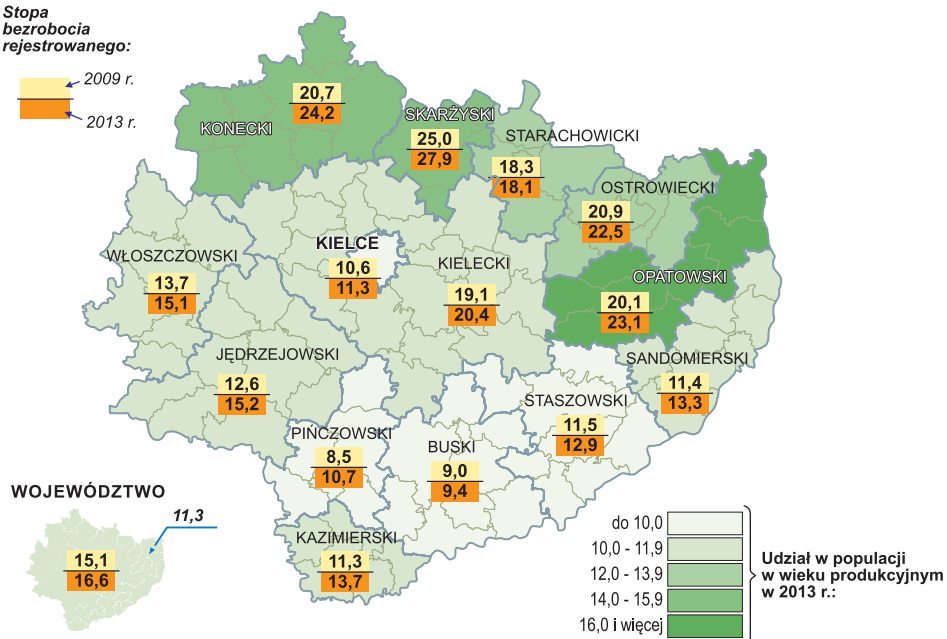 Stopa
bezrobocia
rejestrowanego:
2009 r.
2013 r.
KONECKI
20,7
24,2
SKARŻYSKI
25,0
27,9
STARACHOWICKI
18,3
18,1
OSTROWIECKI
20,9
22,5
WŁOSZCZOWSKI
13,7
15,1
KIELCE
10,6
11,3
KIELECKI
19,1
20,4
OPATOWSKI
20,1
23,1
JĘDRZEJOWSKI
12,6
15,2
SANDOMIERSKI
11,4
13,3
STASZOWSKI
11,5
12,9
PIŃCZOWSKI
8,5
10,7
BUSKI
9,0
9,4
KAZIMIERSKI
11,3
13,7
WOJEWÓDZTWO
11,3
15,1
16,6
do 10,0
10,0 - 11,9
12,0 - 13,9
14,0 - 15,9
16,0 i więcej
Udział w populacji
w wieku produkcyjnym
w 2013 r.: